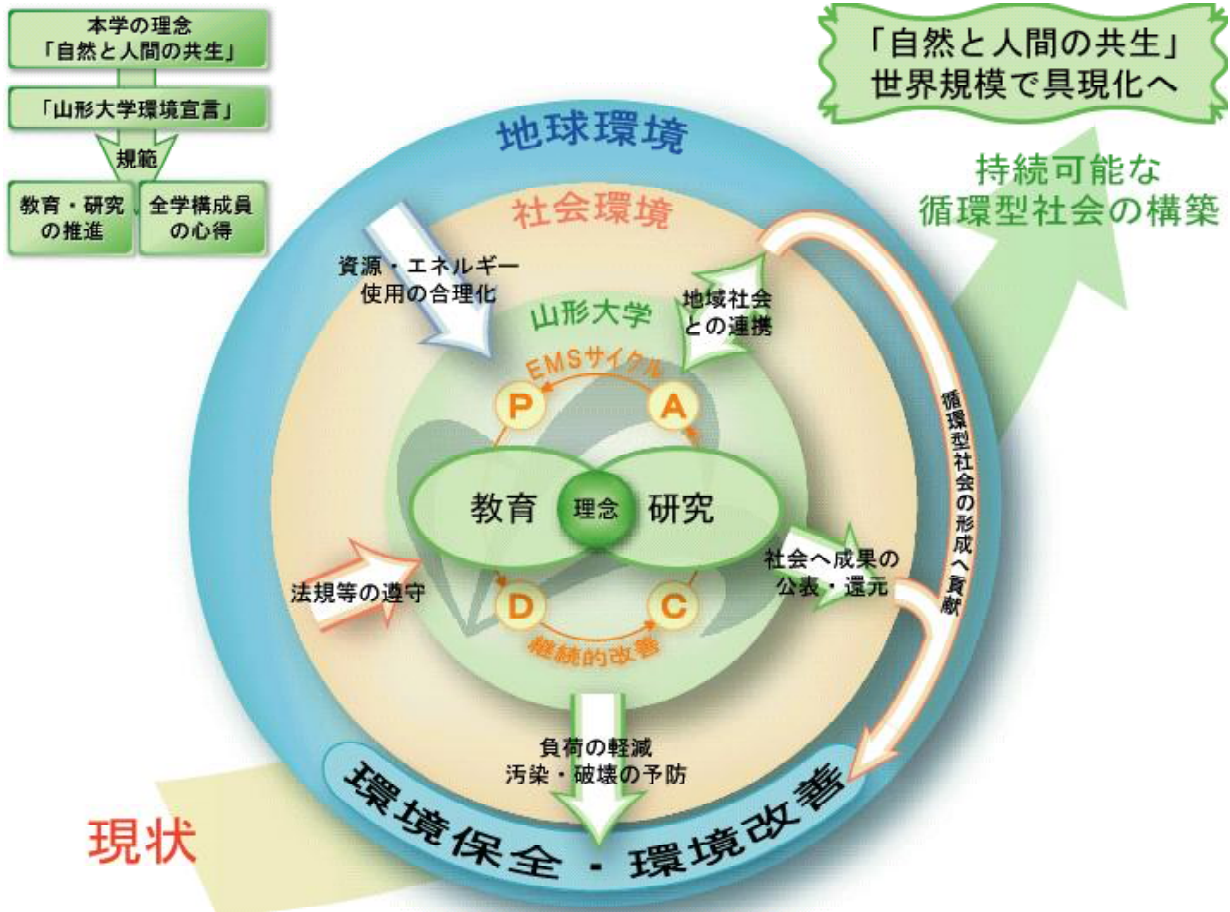 本学の理念
「自然と人間の共生」
「山形大学環境宣言」
規範
教育・研究
の推進
全学構成員
の心得
「自然と人間の共生」
世界規模で具現化へ
持続可能な
循環型社会の構築
地球環境
社会環境
資源・エネルギー
使用の合理化
山形大学
地域社会
との連携
EMSサイクル
P
A
循環型社会の形成へ貢献
教育
理念
研究
法規等の遵守
社会へ成果の
公表・還元
D
C
継続的改善
負荷の軽減
汚染・破壊の予防
環境保全-環境改善
現状